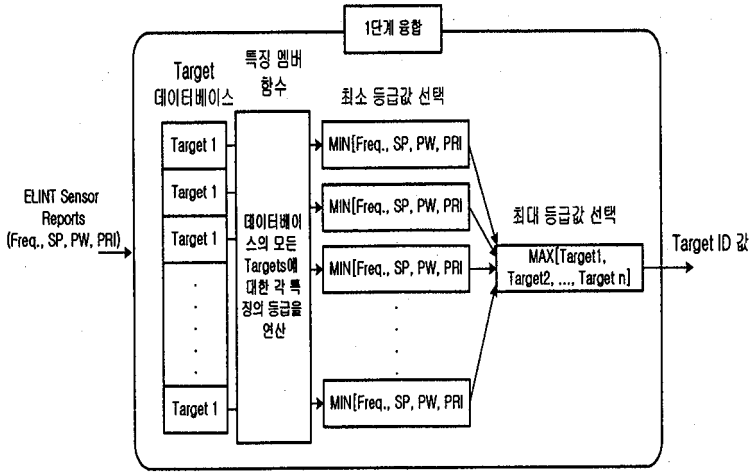 1단계 융합
Target
데이터베이스
특징 멤버
함수
최소 등급값 선택
Target 1
Target 1
Target 1
Target 1
ELINT Sensor
Reports
(Freq., SP, PW, PRI)
데이터베이
스의 모든
Targets에
대한 각 특
징의 등급을
연산
MIN[Freq., SP, PW, PRI
MIN[Freq., SP, PW, PRI
MIN[Freq., SP, PW, PRI
MIN[Freq., SP, PW, PRI
최대 등급값 선택
MAX[Target1,
Target2, ..., Target n]
Target ID 값